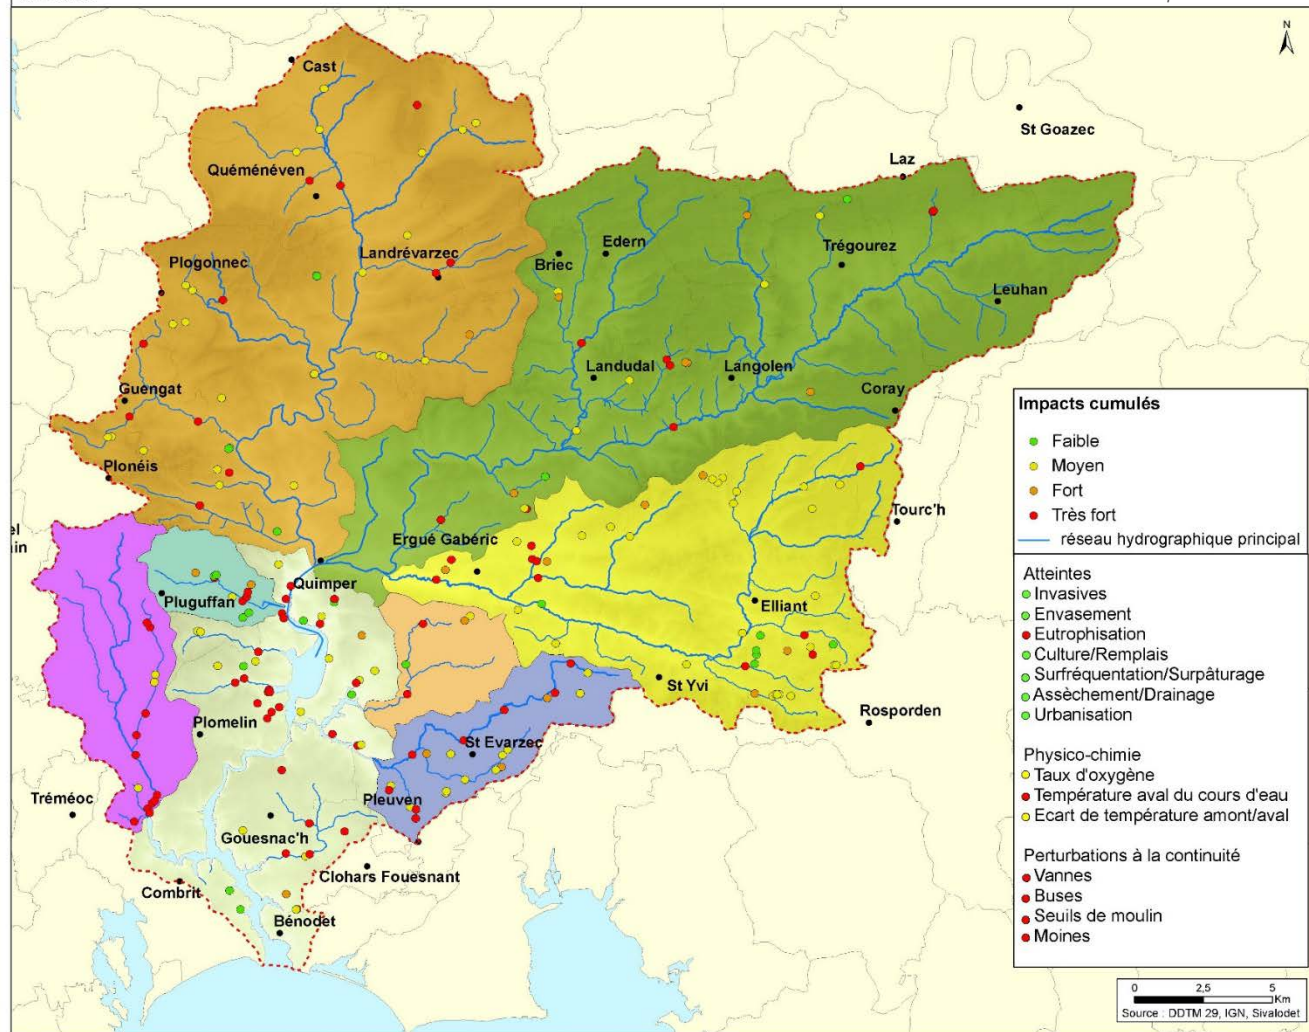 N
Cast
St Goazec
Laz
Quéménéven
Landrévarzec
Edern
Briec
Trégourez
Plogonnec
Leuhan
Landudal
Langolen
Guengat
Coray
Plonéis
Tourc'h
Ergué Gabéric
Quimper
Pluguffan
Elliant
St Yvi
Rosporden
Plomelin
St Evarzec
Tréméoc
Pleuven
Gouesnac'h
Clohars Fouesnant
Combrit
Bénodet
Impacts cumulés
Faible
Moyen
Fort
Très fort
réseau hydrographique principal
Atteintes
Invasives
Envasement
Eutrophisation
Culture/Remplais
Surfréquentation/Surpâturage
Assèchement/Drainage
Urbanisation
Physico-chimie
Taux d'oxygène
Température aval du cours d'eau
Ecart de température amont/aval
Perturbations à la continuité
Vannes
Buses
Seuils de moulin
Moines
0 2,5 5
Km
Source : DDTM 29, IGN, Sivalodet